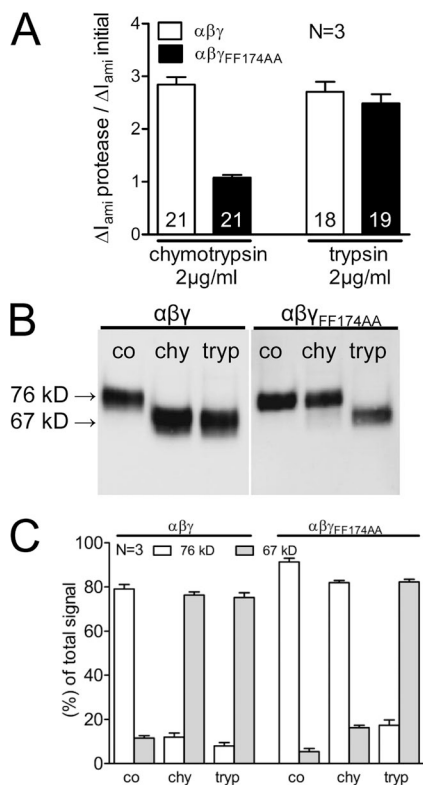 A
αβγ
αβγFF174AA
N=3
ΔIami protease / ΔIami initial
4
3
2
1
0
21
21
18
19
chymotrypsin
2µg/ml
trypsin
2µg/ml
B
αβγ
αβγFF174AA
co chy tryp
co chy tryp
76 kD →
67 kD →
C
αβγ
αβγFF174AA
N=3 76 kD 67 kD
(%) of total signal
80
60
40
20
0
co chy tryp co chy tryp